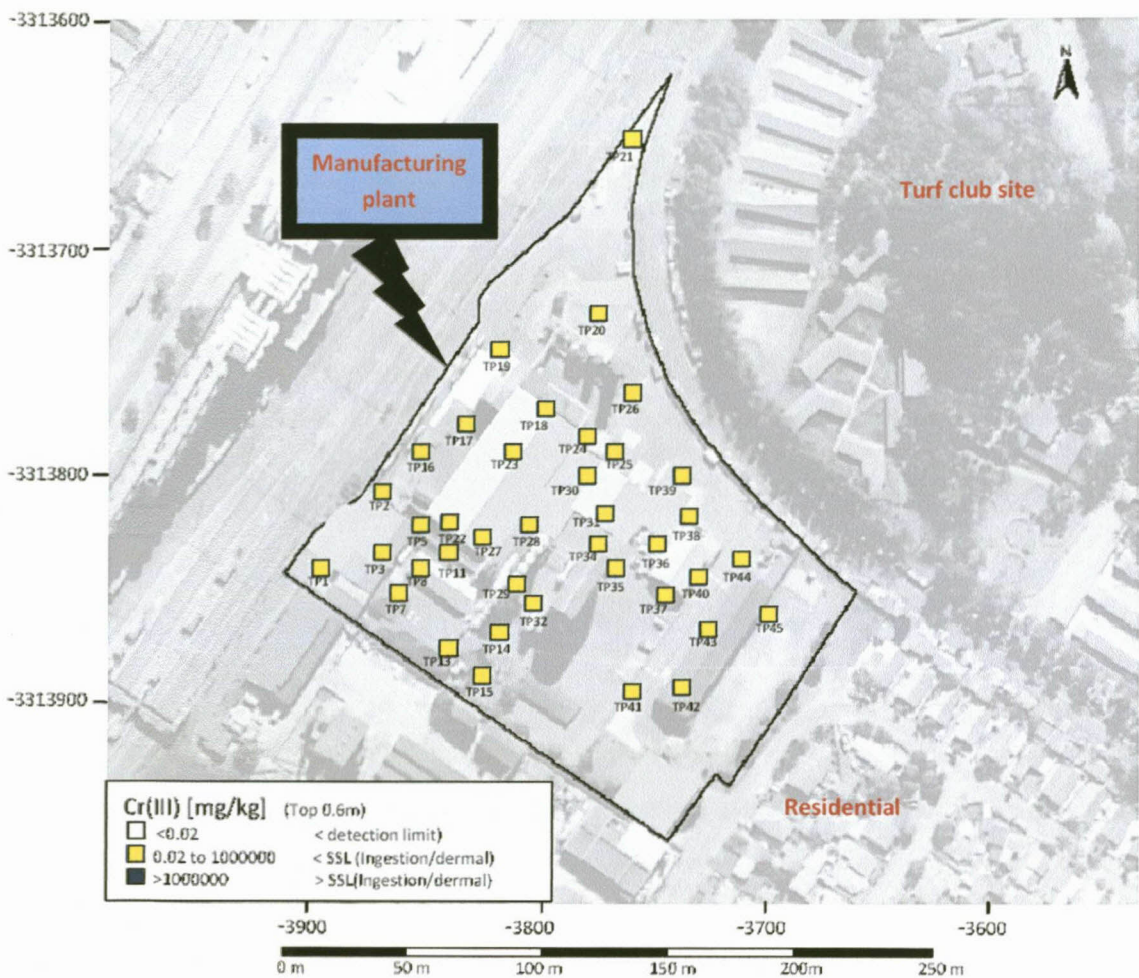 -3313600
N
TP21
Manufacturing
plant
Turf club site
-3313700
TP20
TP19
TP26
TP18
TP17
TP24
TP16
TP23
TP25
-3313800
TP30
TP39
TP2
TP31
TP38
TP5
TP22
TP28
TP27
TP34
TP36
TP3
TP11
TP44
TP1
TP8
TP35
TP40
TP29
TP7
TP37
TP32
TP45
TP14
TP43
TP13
TP15
-3313900
TP41
TP42
Cr(III) [mg/kg] (Top 0.6m)
<0.02 < detection limit)
0.02 to 1000000 < SSL (Ingestion/dermal)
>1000000 > SSL(Ingestion/dermal)
Residential
-3900 -3800 -3700 -3600
0 m 50 m 100 m 150 m 200m 250 m